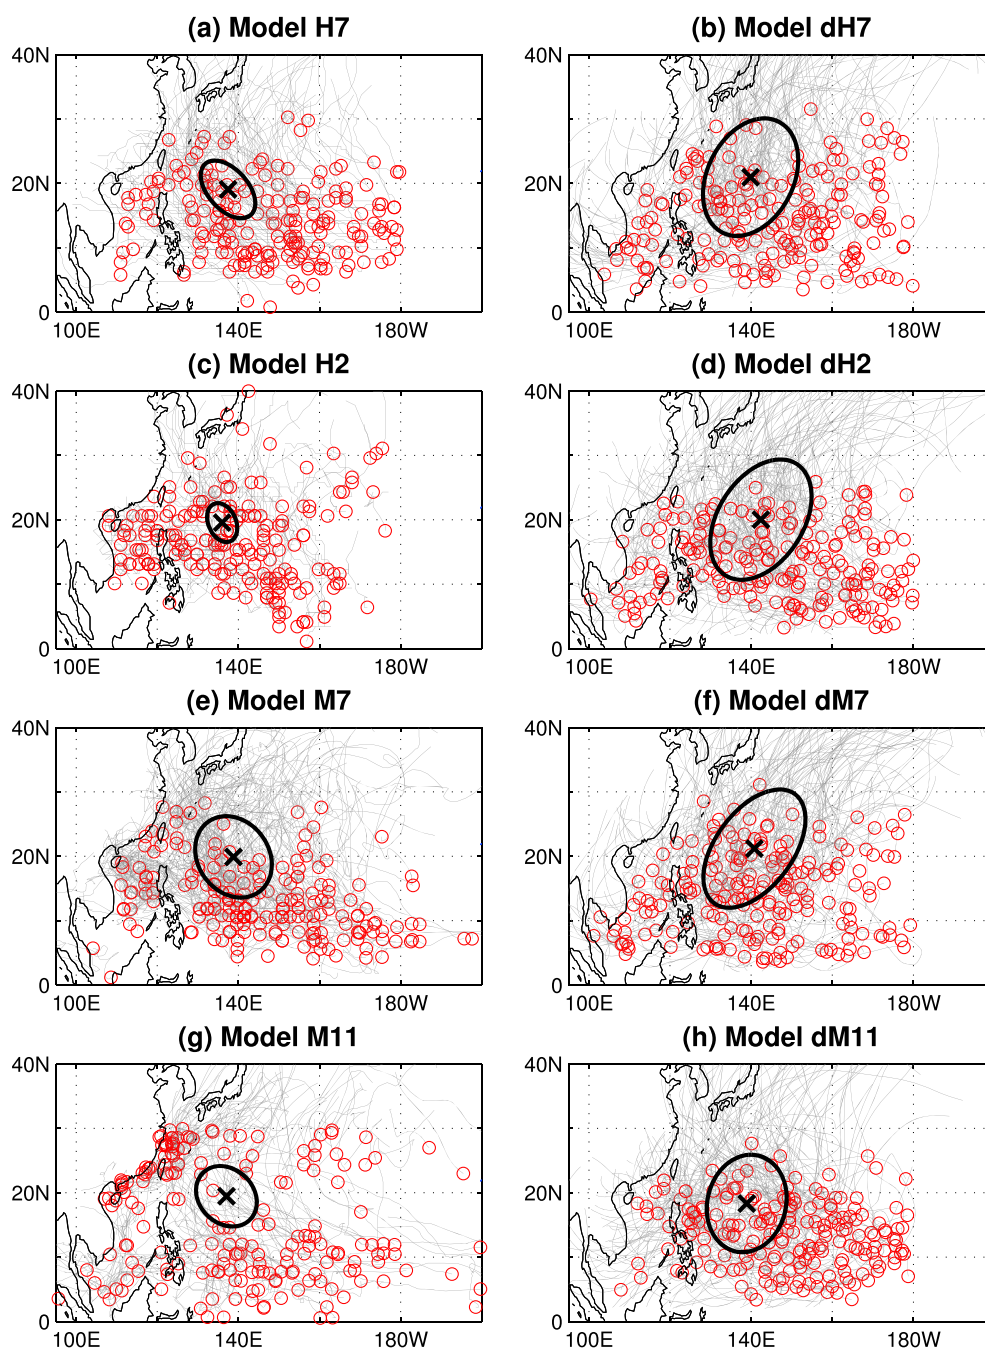 (a) Model H7
(b) Model dH7
40N
20N
0
100E 140E 180W
40N
20N
0
100E 140E 180W
(c) Model H2
(d) Model dH2
40N
20N
0
100E 140E 180W
40N
20N
0
100E 140E 180W
(e) Model M7
(f) Model dM7
40N
20N
0
100E 140E 180W
40N
20N
0
100E 140E 180W
(g) Model M11
(h) Model dM11
40N
20N
0
100E 140E 180W
40N
20N
0
100E 140E 180W